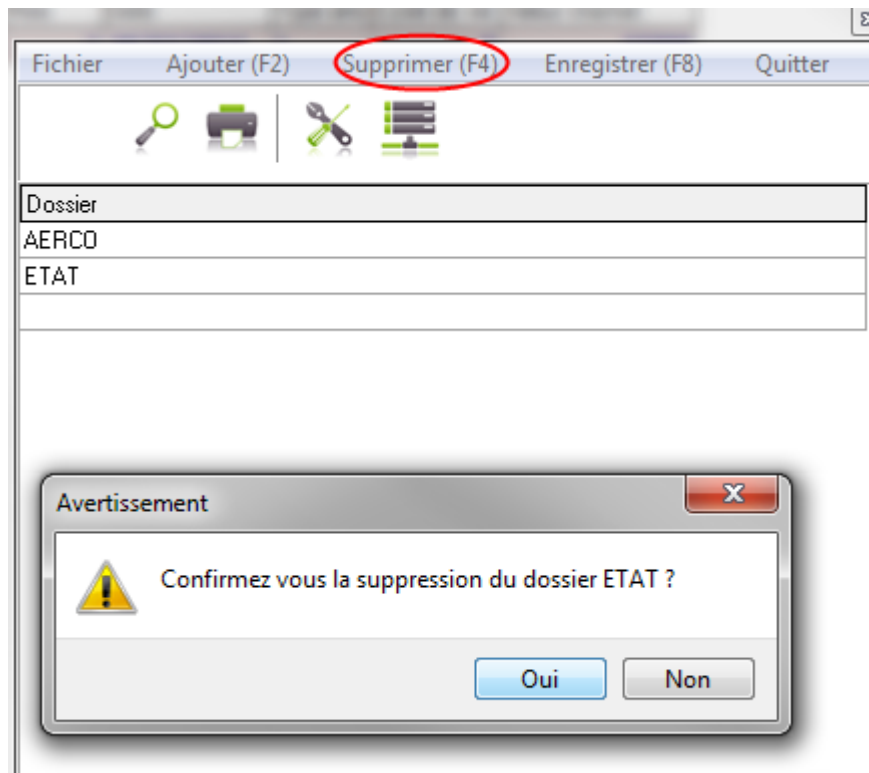 Fichier Ajouter (F2) Supprimer (F4) Enregistrer (F8) Quitter
Dossier
AERCO
ETAT
Avertissement
Confirmez vous la suppression du dossier ETAT ?
Oui Non